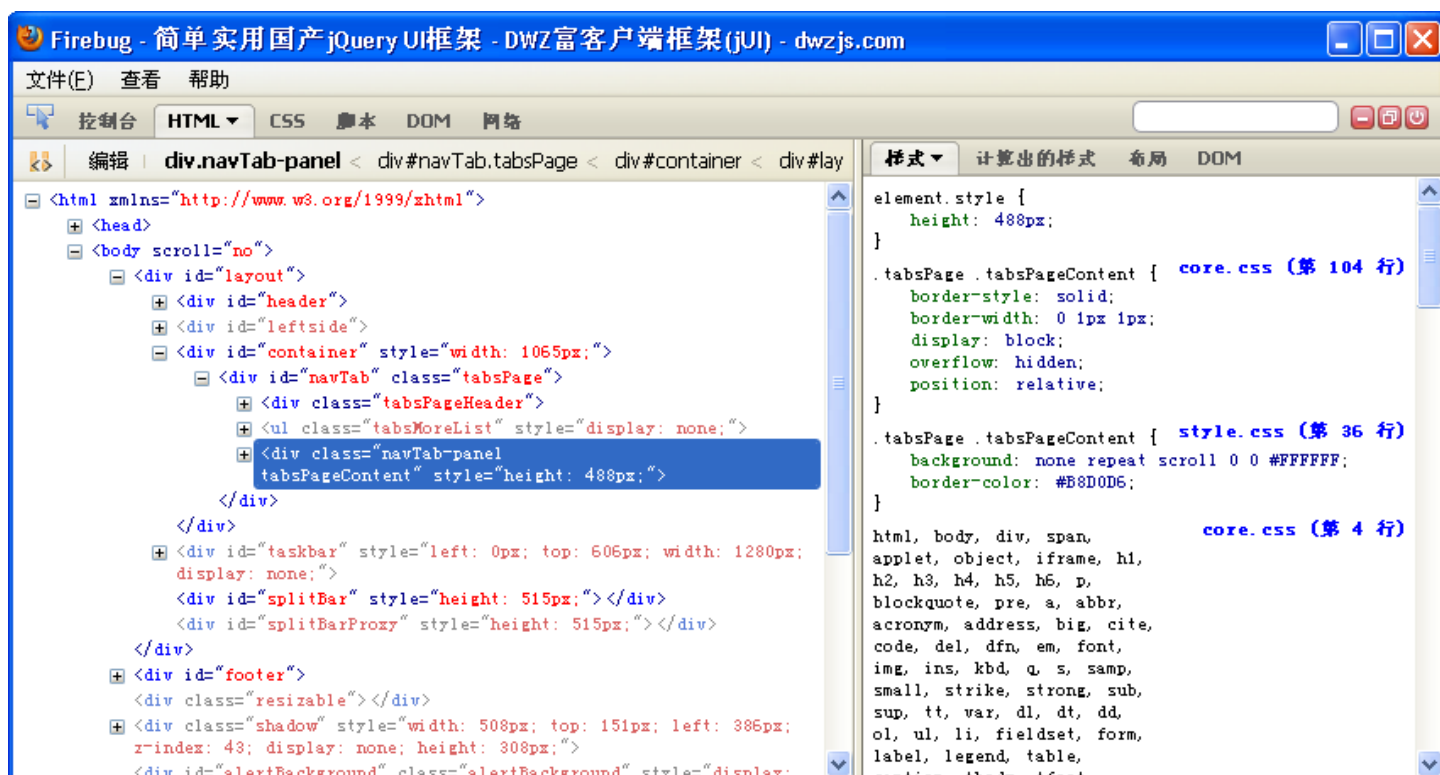 Firebug - 简单实用国产jQuery UI框架 - DWZ富客户端框架(jUI) - dwzjs.com
文件(F) 查看 帮助
控制台 HTML CSS 脚本 DOM 网络
编辑 div.navTab-panel < div#navTab.tabsPage < div#container < div#lay
<html xmlns="http://www.w3.org/1999/xhtml">
<head>
<body scroll="no">
<div id="layout">
<div id="header">
<div id="leftside">
<div id="container" style="width: 1065px;">
<div id="navTab" class="tabsPage">
<div class="tabsPageHeader">
<ul class="tabsMoreList" style="display: none;">
<div class="navTab-panel
tabsPageContent" style="height: 488px;">
</div>
</div>
<div id="taskbar" style="left: 0px; top: 606px; width: 1280px;
display: none;">
<div id="splitBar" style="height: 515px;"></div>
<div id="splitBarProxy" style="height: 515px;"></div>
</div>
<div id="footer">
<div class="resizable"></div>
<div class="shadow" style="width: 508px; top: 151px; left: 386px;
z-index: 43; display: none; height: 308px;">
<div id="alertBackground" class="alertBackground" style="display:
样式 计算出的样式 布局 DOM
element.style {
height: 488px;
}
.tabsPage .tabsPageContent { core.css (第 104 行)
border-style: solid;
border-width: 0 1px 1px;
display: block;
overflow: hidden;
position: relative;
}
.tabsPage .tabsPageContent { style.css (第 36 行)
background: none repeat scroll 0 0 #FFFFFF;
border-color: #B8D0D6;
}
core.css (第 4 行)
html, body, div, span,
applet, object, iframe, h1,
h2, h3, h4, h5, h6, p,
blockquote, pre, a, abbr,
acronym, address, big, cite,
code, del, dfn, em, font,
img, ins, kbd, q, s, samp,
small, strike, strong, sub,
sup, tt, var, dl, dt, dd,
ol, ul, li, fieldset, form,
label, legend, table,